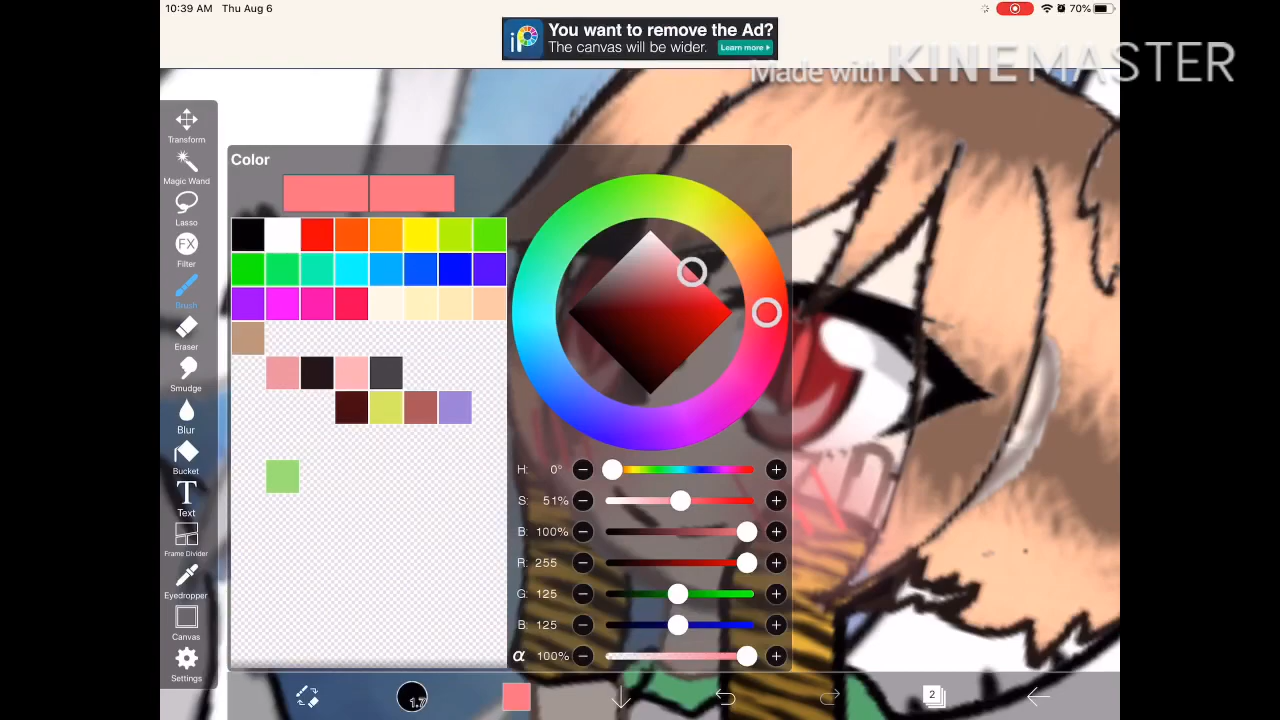 10:39 AM Thu Aug 6
70%
You want to remove the Ad?
The canvas will be wider.
Learn more
Made with KINEMASTER
Transform
Magic Wand
Lasso
FX
Filter
Brush
Eraser
Smudge
Blur
Bucket
T
Text
Frame Divider
Eyedropper
Canvas
Settings
Color
H: 0°
S: 51%
B: 100%
R: 255
G: 125
B: 125
α 100%
1.7
2